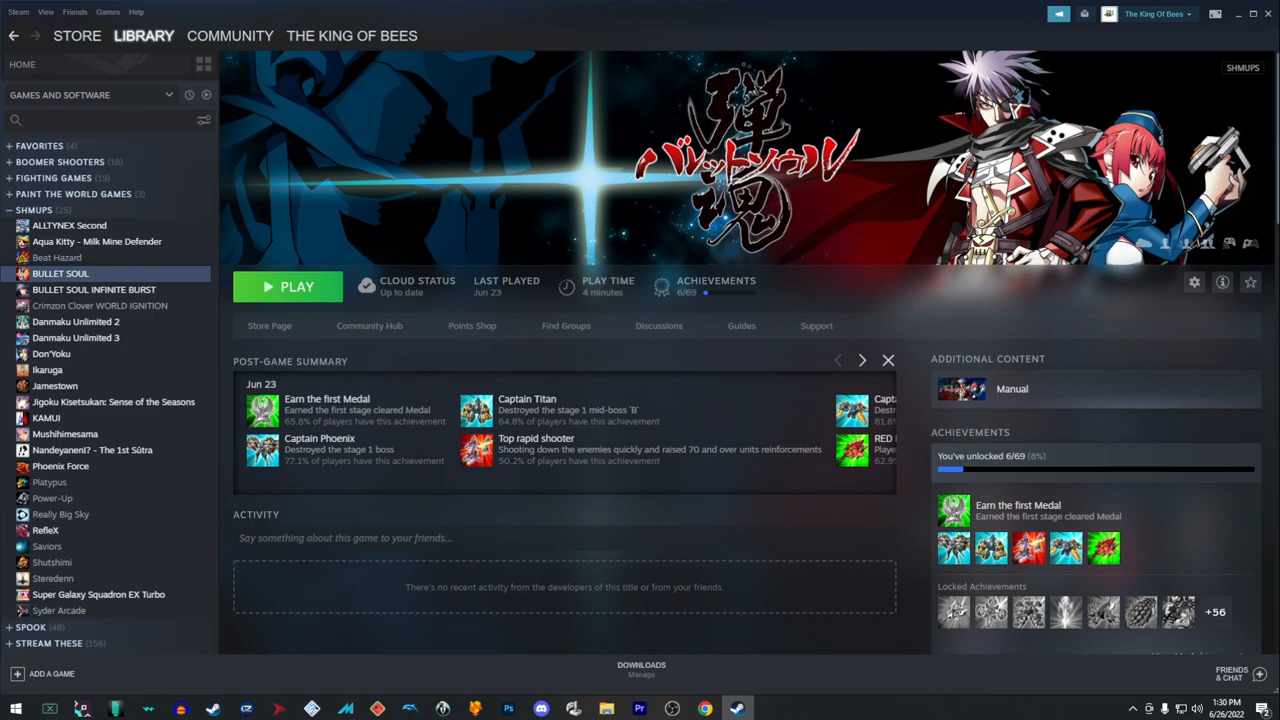 Steam View Friends Games Help
The King Of Bees
STORE LIBRARY COMMUNITY THE KING OF BEES
HOME
GAMES AND SOFTWARE
+ FAVORITES (4)
+ BOOMER SHOOTERS (18)
+ FIGHTING GAMES (19)
+ PAINT THE WORLD GAMES (3)
− SHMUPS (25)
ALLTYNEX Second
Aqua Kitty - Milk Mine Defender
Beat Hazard
BULLET SOUL
BULLET SOUL INFINITE BURST
Crimzon Clover WORLD IGNITION
Danmaku Unlimited 2
Danmaku Unlimited 3
Don'Yoku
Ikaruga
Jamestown
Jigoku Kisetsukan: Sense of the Seasons
KAMUI
Mushihimesama
NandeyanenI? - The 1st Sûtra
Phoenix Force
Platypus
Power-Up
Really Big Sky
RefleX
Saviors
Shutshimi
Steredenn
Super Galaxy Squadron EX Turbo
Syder Arcade
+ SPOOK (48)
+ STREAM THESE (156)
ADD A GAME
SHMUPS
弾
バレットソウル
魂
PLAY
CLOUD STATUS
Up to date
LAST PLAYED
Jun 23
PLAY TIME
4 minutes
ACHIEVEMENTS
6/69
Store Page Community Hub Points Shop Find Groups Discussions Guides Support
POST-GAME SUMMARY
Jun 23
Earn the first Medal
Earned the first stage cleared Medal
65.8% of players have this achievement
Captain Titan
Destroyed the stage 1 mid-boss `B'
64.8% of players have this achievement
Capta
Destr
81.6%
Captain Phoenix
Destroyed the stage 1 boss
77.1% of players have this achievement
Top rapid shooter
Shooting down the enemies quickly and raised 70 and over units reinforcements
50.2% of players have this achievement
RED
Playe
62.9%
ACTIVITY
Say something about this game to your friends...
There's no recent activity from the developers of this title or from your friends.
ADDITIONAL CONTENT
Manual
ACHIEVEMENTS
You've unlocked 6/69 (8%)
Earn the first Medal
Earned the first stage cleared Medal
Locked Achievements
+56
DOWNLOADS
Manage
FRIENDS
& CHAT
1:30 PM
6/26/2022
2